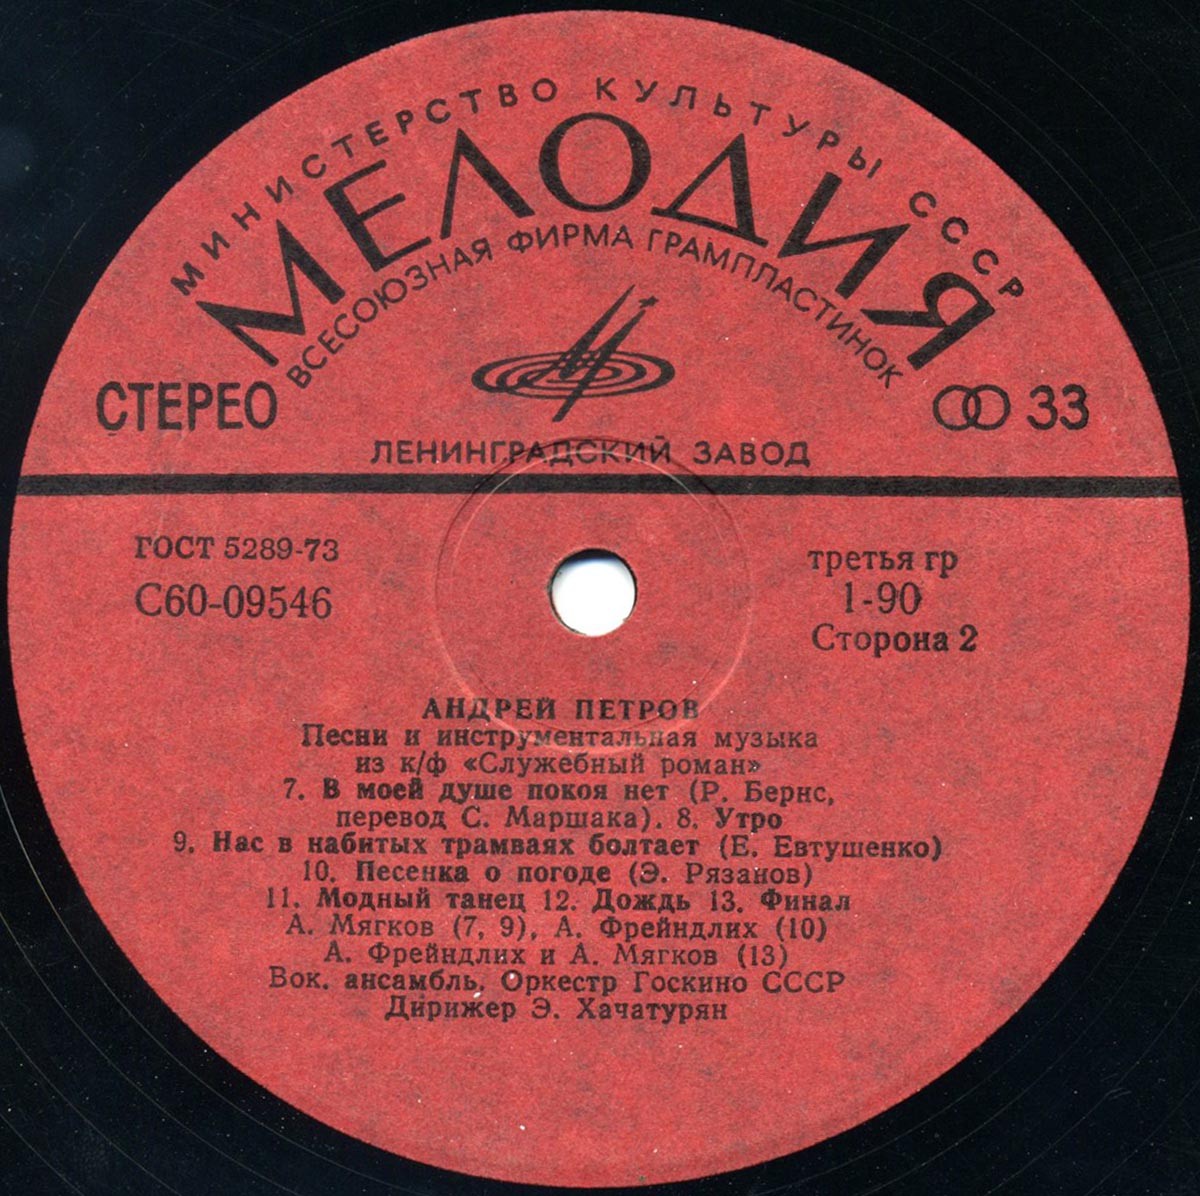 МИНИСТЕРСТВО КУЛЬТУРЫ СССР
МЕЛОДИЯ
ВСЕСОЮЗНАЯ ФИРМА ГРАМПЛАСТИНОК
СТЕРЕО
33
ЛЕНИНГРАДСКИЙ ЗАВОД
ГОСТ 5289-73
С60-09546
третья гр
1-90
Сторона 2
АНДРЕЙ ПЕТРОВ
Песни и инструментальная музыка
из к/ф «Служебный роман»
7. В моей душе покоя нет (Р. Бернс,
перевод С. Маршака). 8. Утро
9. Нас в набитых трамваях болтает (Е. Евтушенко)
10. Песенка о погоде (Э. Рязанов)
11. Модный танец 12. Дождь 13. Финал
А. Мягков (7, 9), А. Фрейндлих (10)
А. Фрейндлих и А. Мягков (13)
Вок. ансамбль. Оркестр Госкино СССР
Дирижер Э. Хачатурян